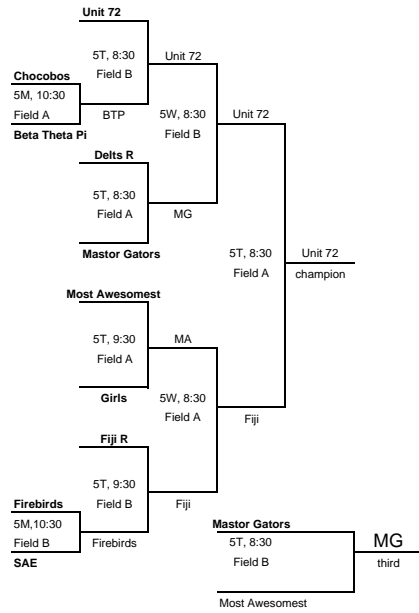 Unit 72
5T, 8:30
Field B
Unit 72
Chocobos
5M, 10:30
Field A
BTP
Beta Theta Pi
5W, 8:30
Field B
Unit 72
Delts R
5T, 8:30
Field A
MG
Mastor Gators
5T, 8:30
Field A
Unit 72
champion
Most Awesomest
5T, 9:30
Field A
MA
Girls
5W, 8:30
Field A
Fiji
Fiji R
5T, 9:30
Field B
Fiji
Firebirds
5M,10:30
Field B
Firebirds
SAE
Mastor Gators
5T, 8:30
Field B
MG
third
Most Awesomest